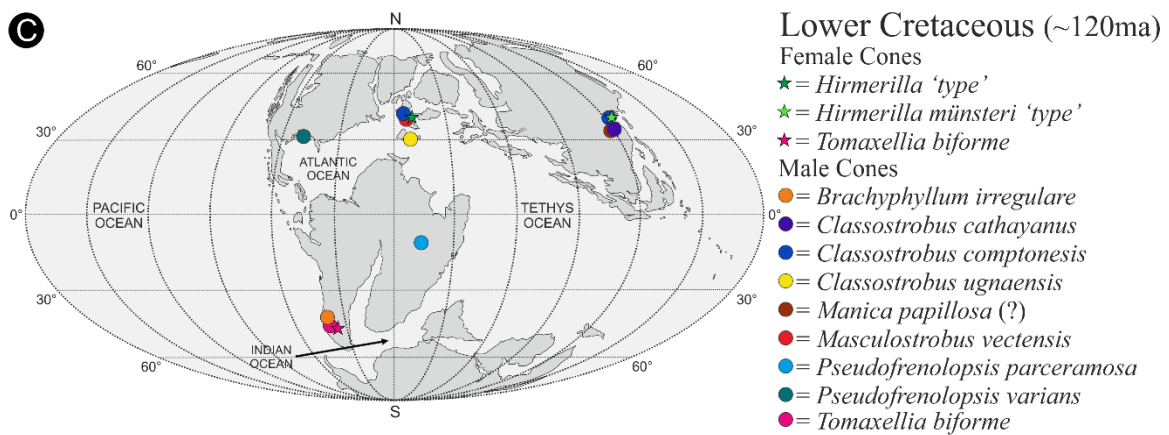 C
N
60°
60°
30°
30°
ATLANTIC
OCEAN
PACIFIC
OCEAN
TETHYS
OCEAN
0°
0°
30°
30°
INDIAN
OCEAN
60°
60°
S
Lower Cretaceous (~120ma)
Female Cones
= Hirmerilla ‘type’
= Hirmerilla münsteri ‘type’
= Tomaxellia biforme
Male Cones
= Brachyphyllum irregulare
= Classostrobus cathayanus
= Classostrobus comptonesis
= Classostrobus ugnaensis
= Manica papillosa (?)
= Masculostrobus vectensis
= Pseudofrenolopsis parceramosa
= Pseudofrenolopsis varians
= Tomaxellia biforme